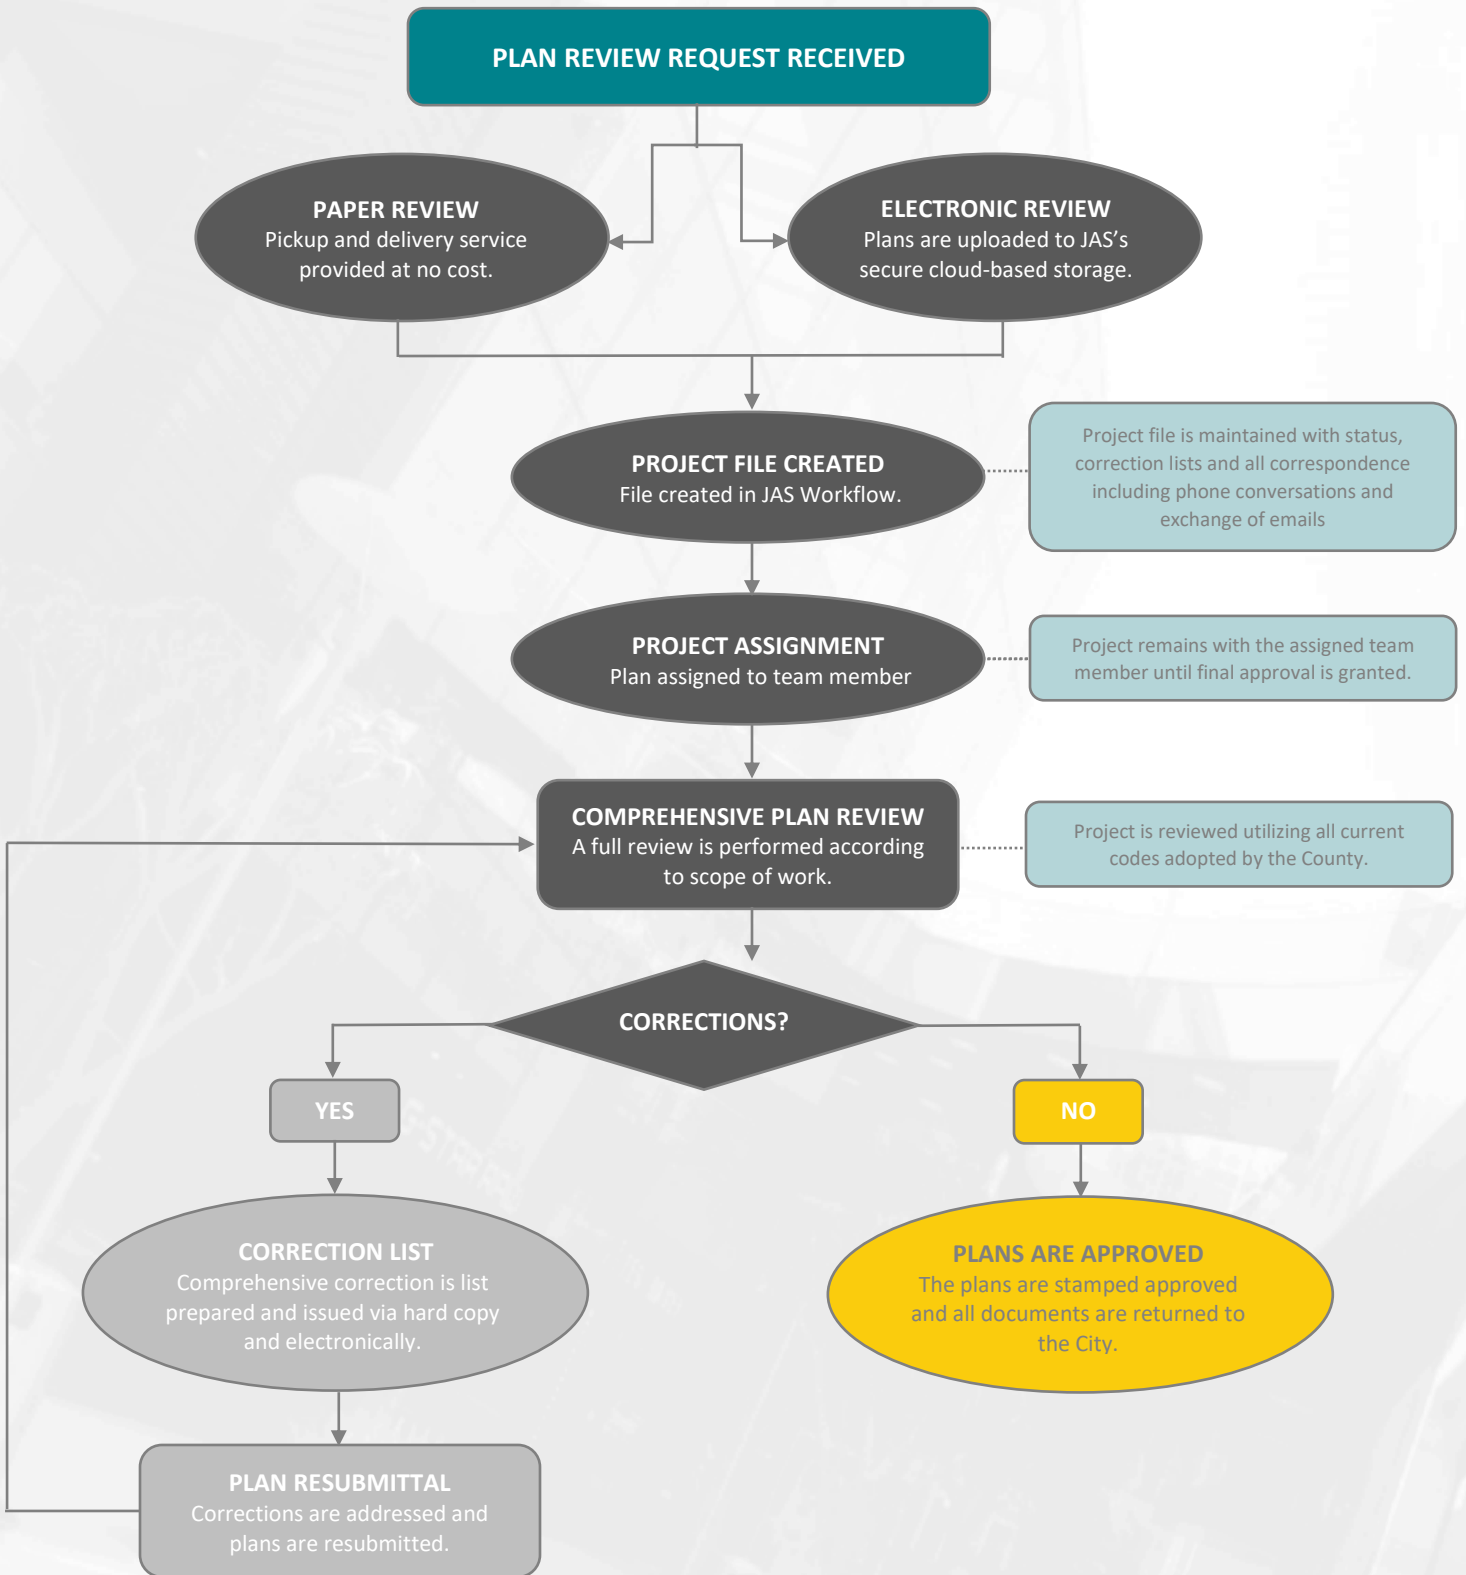 PLAN REVIEW REQUEST RECEIVED
PAPER REVIEW
Pickup and delivery service
provided at no cost.
ELECTRONIC REVIEW
Plans are uploaded to JAS’s
secure cloud-based storage.
PROJECT FILE CREATED
File created in JAS Workflow.
Project file is maintained with status,
correction lists and all correspondence
including phone conversations and
exchange of emails
PROJECT ASSIGNMENT
Plan assigned to team member
Project remains with the assigned team
member until final approval is granted.
COMPREHENSIVE PLAN REVIEW
A full review is performed according
to scope of work.
Project is reviewed utilizing all current
codes adopted by the County.
CORRECTIONS?
YES
NO
CORRECTION LIST
Comprehensive correction is list
prepared and issued via hard copy
and electronically.
PLANS ARE APPROVED
The plans are stamped approved
and all documents are returned to
the City.
PLAN RESUBMITTAL
Corrections are addressed and
plans are resubmitted.